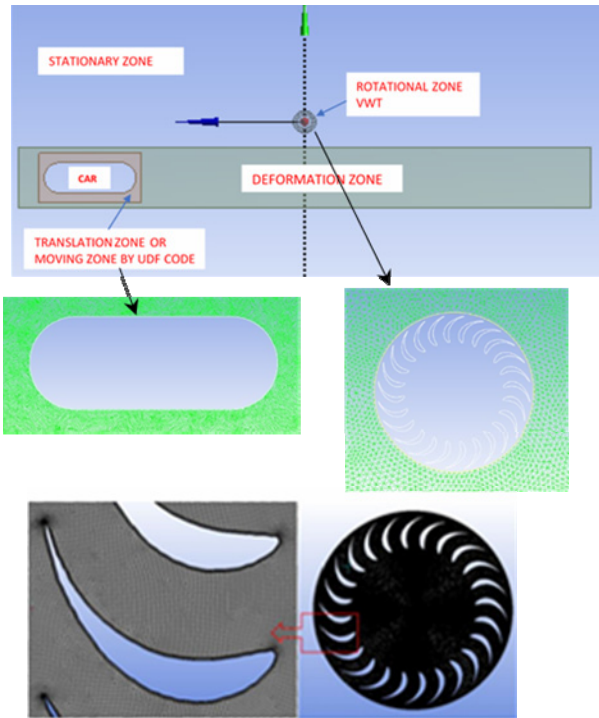 STATIONARY ZONE
ROTATIONAL ZONE
VWT
CAR
DEFORMATION ZONE
TRANSLATION ZONE OR
MOVING ZONE BY UDF CODE